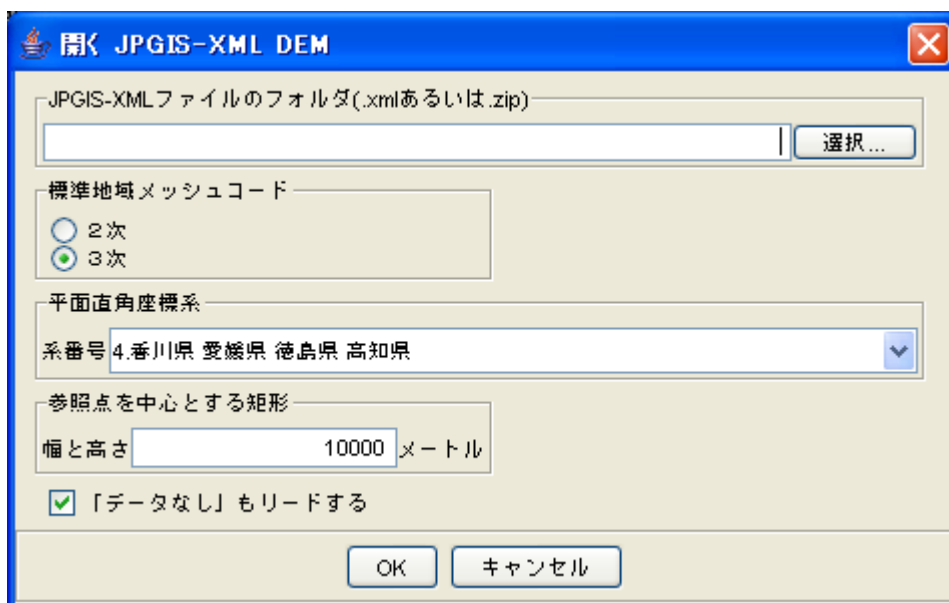 開く JPGIS-XML DEM
JPGIS-XMLファイルのフォルダ(.xmlあるいは.zip)
選択...
標準地域メッシュコード
２次
３次
平面直角座標系
系番号 4.香川県 愛媛県 徳島県 高知県
参照点を中心とする矩形
幅と高さ 10000 メートル
「データなし」もリードする
OK キャンセル